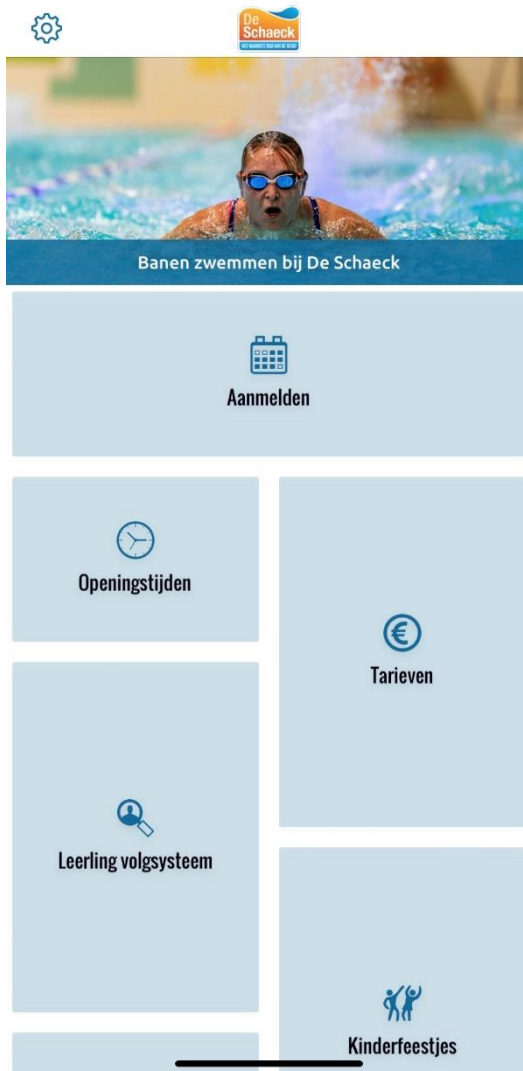 De
Schaeck
Banen zwemmen bij De Schaeck
Aanmelden
Openingstijden
Tarieven
Leerling volgsysteem
Kinderfeestjes